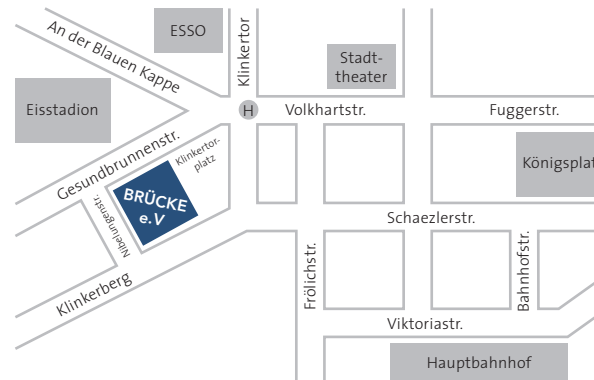 An der Blauen Kappe
ESSO
Klinkertor
Stadt-
theater
Eisstadion
H
Volkhartstr.
Fuggerstr.
Gesundbrunnenstr.
Klinkertor-
platz
Königsplat
BRÜCKE
e.V
Nibelungenstr.
Schaezlerstr.
Klinkerberg
Frölichstr.
Bahnhofstr.
Viktoriastr.
Hauptbahnhof